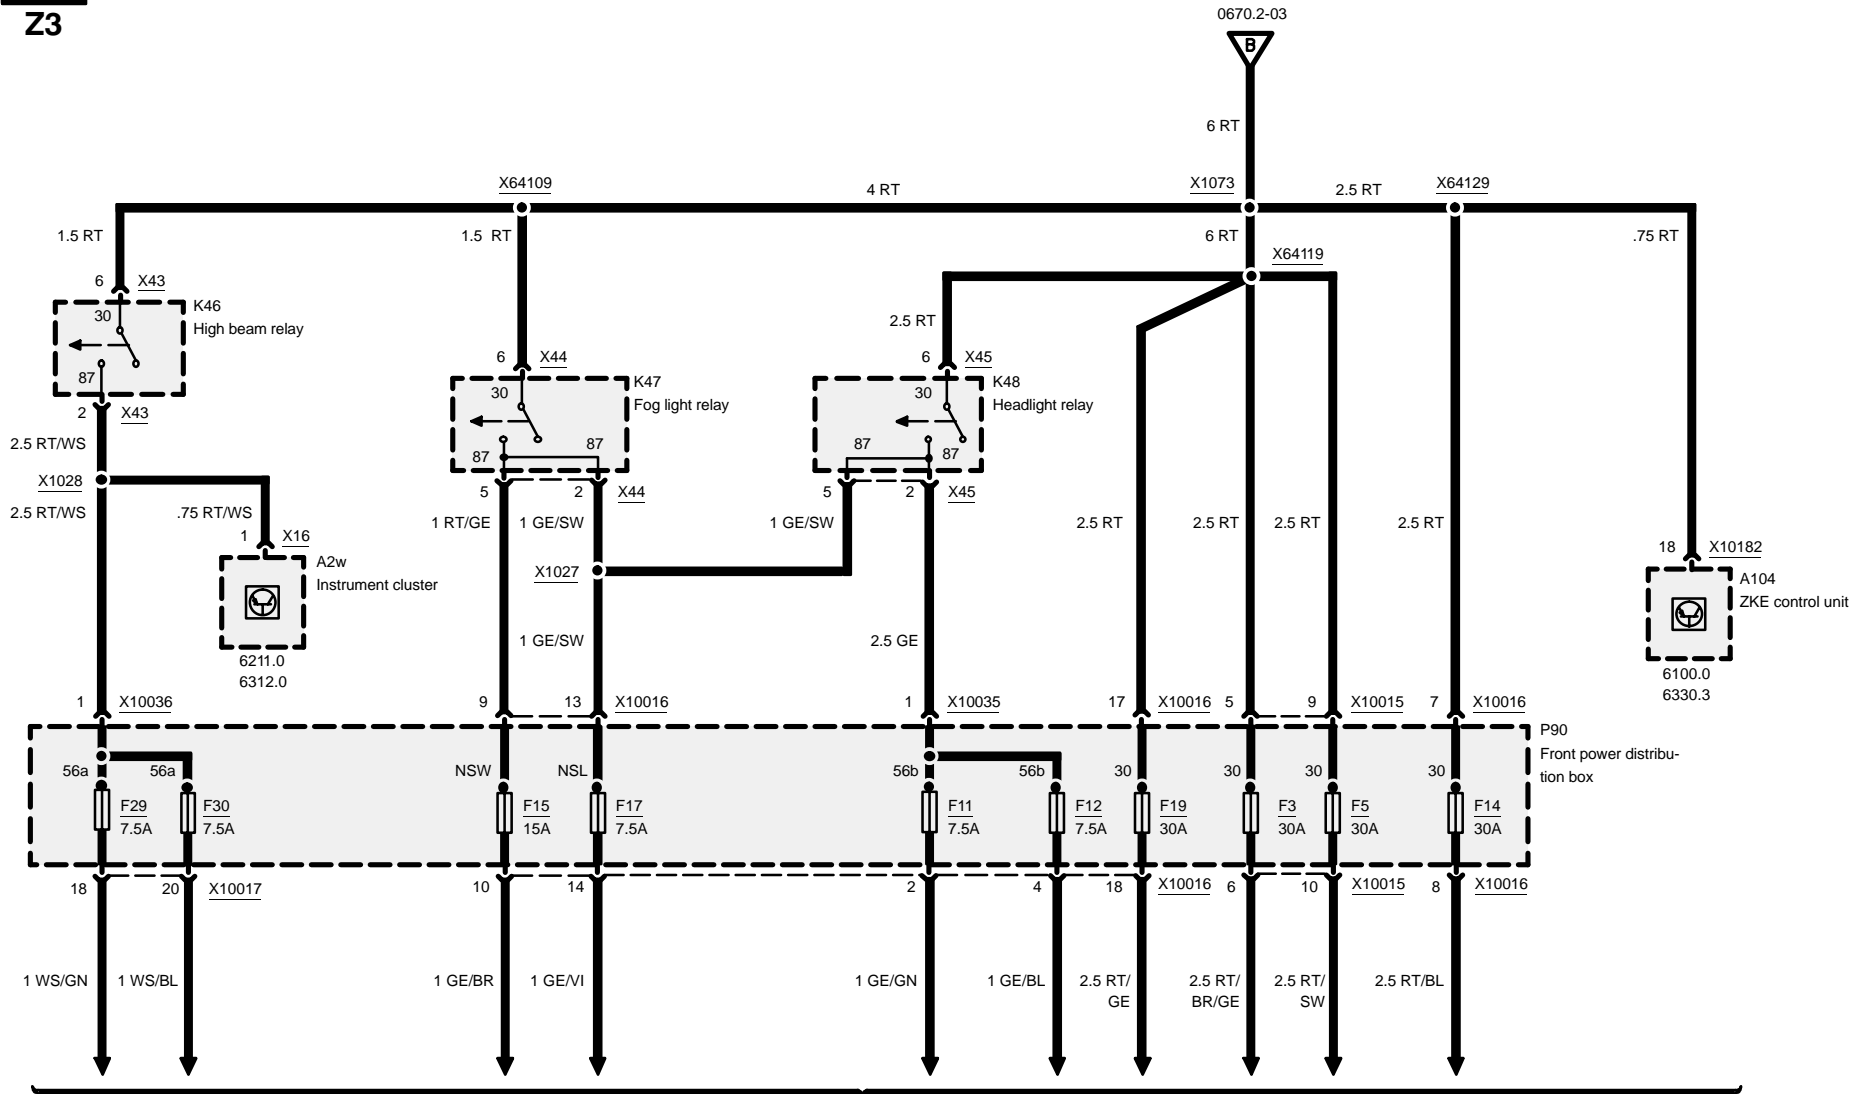 Z3
0670.2-03
B
6 RT
X64109
4 RT
X1073
2.5 RT
X64129
1.5 RT
1.5 RT
6 RT
.75 RT
X64119
6 X43
K46
High beam relay
30
87
2 X43
2.5 RT
6 X44
K47
Fog light relay
30
87
87
6 X45
K48
Headlight relay
30
87
87
2.5 RT/WS
X1028
2.5 RT/WS
.75 RT/WS
5 2 X44
5 2 X45
1 RT/GE
1 GE/SW
1 GE/SW
2.5 RT
2.5 RT
2.5 RT
2.5 RT
1 X16
A2w
Instrument cluster
6211.0
6312.0
X1027
18 X10182
A104
ZKE control unit
6100.0
6330.3
1 GE/SW
2.5 GE
1 X10036
9 13 X10016
1 X10035
17 X10016
5 9 X10015
7 X10016
P90
Front power distribu-
tion box
56a
56a
NSW
NSL
56b
56b
30
30
30
30
F29
7.5A
F30
7.5A
F15
15A
F17
7.5A
F11
7.5A
F12
7.5A
F19
30A
F3
30A
F5
30A
F14
30A
18 20 X10017
10 14 2 4 18 X10016
6 10 X10015
8 X10016
1 WS/GN
1 WS/BL
1 GE/BR
1 GE/VI
1 GE/GN
1 GE/BL
2.5 RT/
GE
2.5 RT/
BR/GE
2.5 RT/
SW
2.5 RT/BL